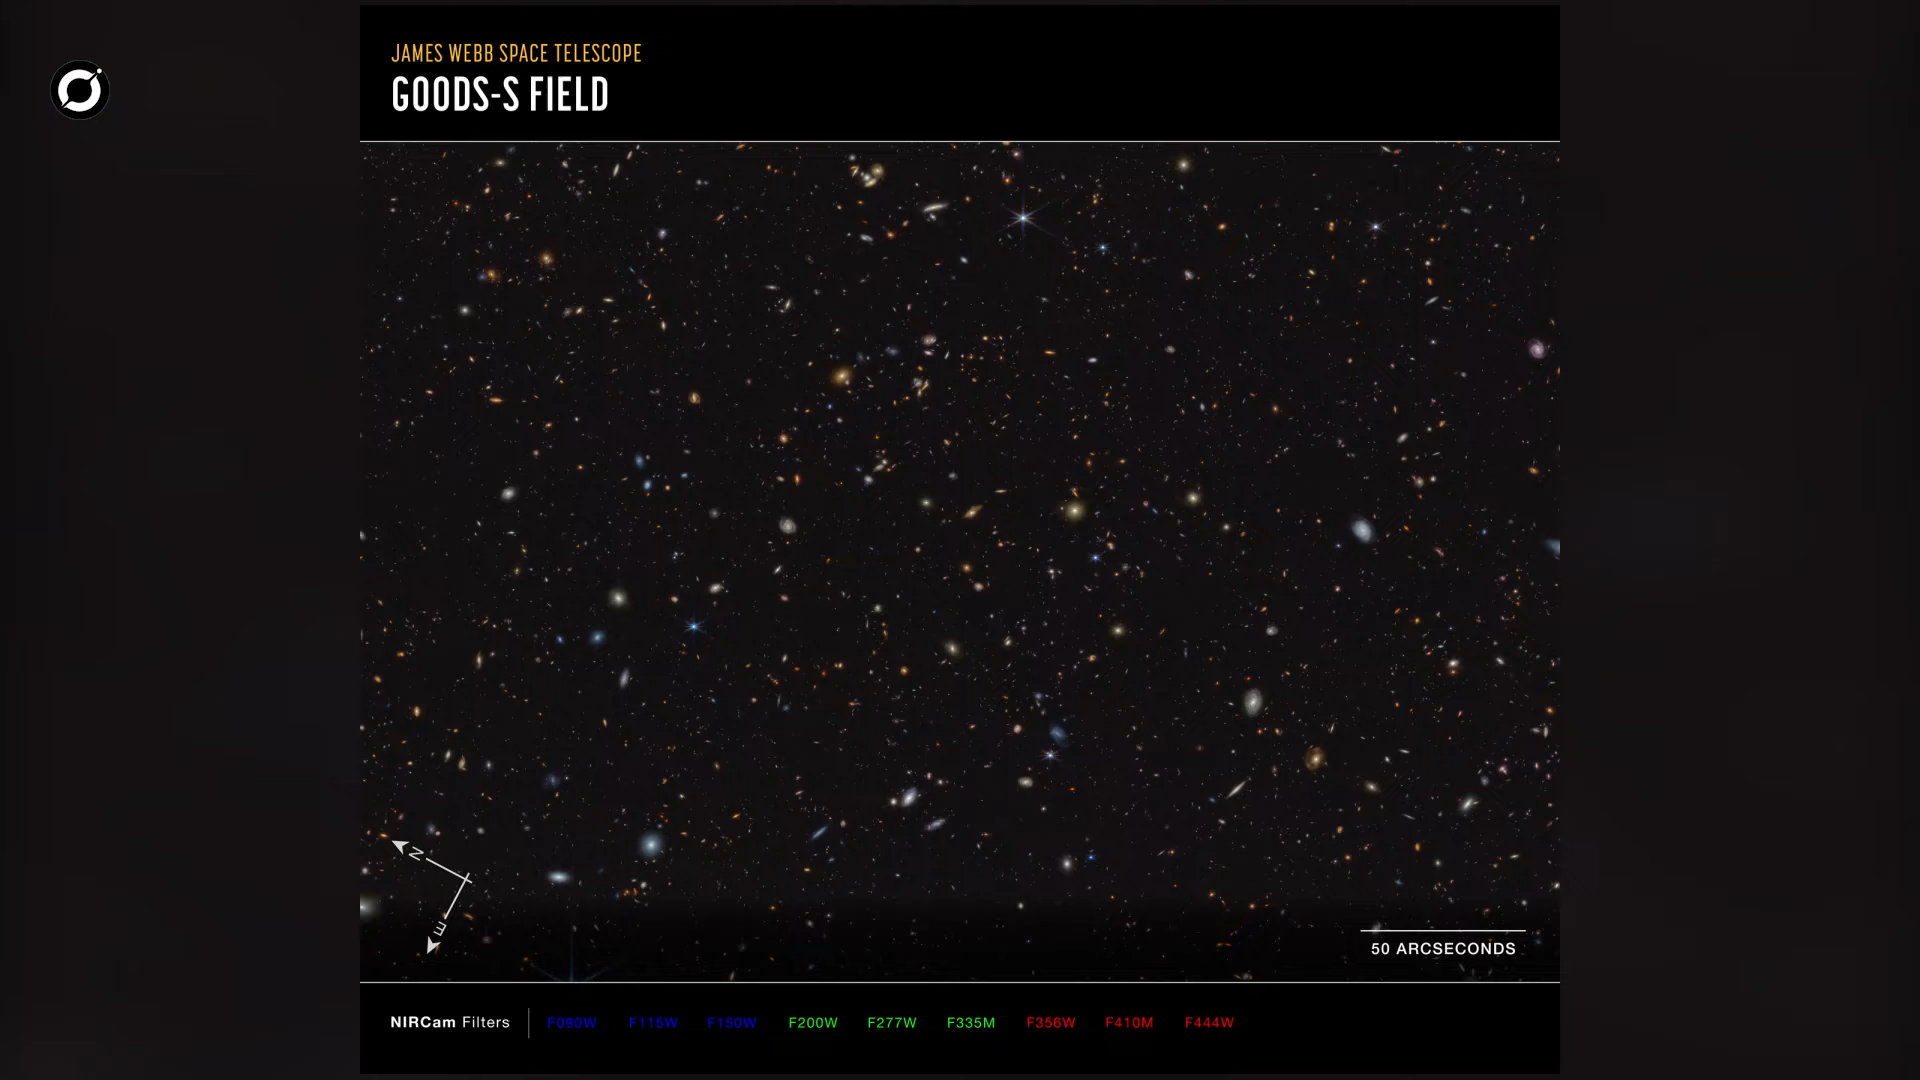 JAMES WEBB SPACE TELESCOPE
GOODS-S FIELD
N
E
50 ARCSECONDS
NIRCam Filters F090W F115W F150W F200W F277W F335M F356W F410M F444W